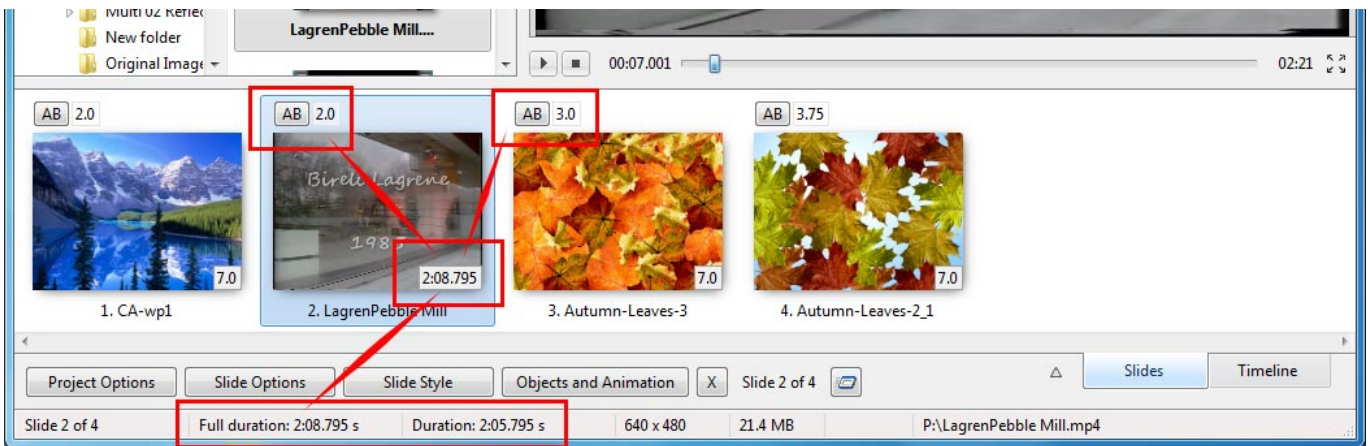 Multi 02 Reflec
New folder
Original Image
LagrenPebble Mill....
00:07.001
02:21
AB 2.0
AB 2.0
AB 3.0
AB 3.75
Bireli Lagrene
1985
7.0
2:08.795
7.0
7.0
1. CA-wp1
2. LagrenPebble Mill
3. Autumn-Leaves-3
4. Autumn-Leaves-2_1
Project Options
Slide Options
Slide Style
Objects and Animation
X
Slide 2 of 4
Slides
Timeline
Slide 2 of 4
Full duration: 2:08.795 s
Duration: 2:05.795 s
640 x 480
21.4 MB
P:\LagrenPebble Mill.mp4